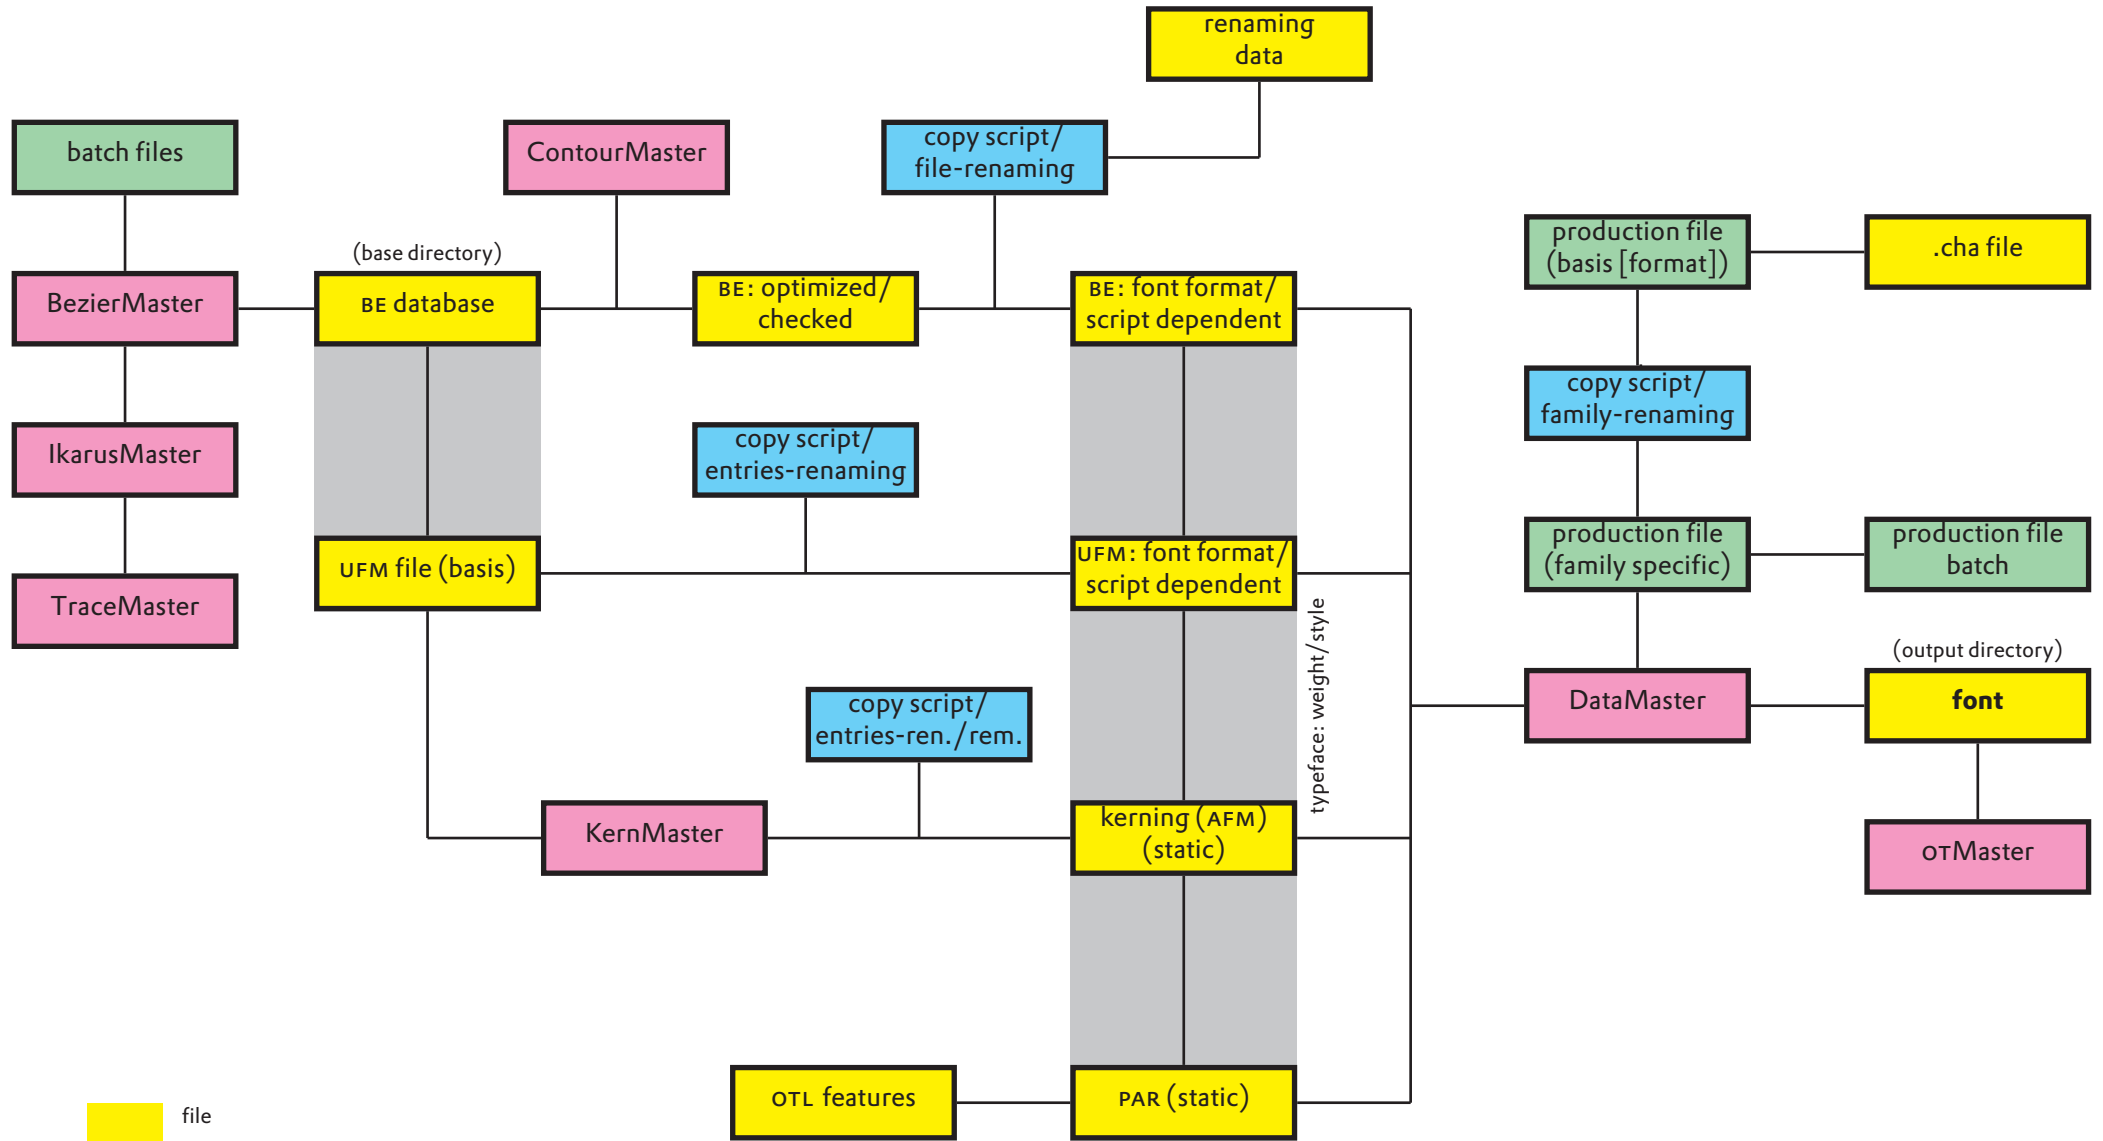 renaming
data
batch files
ContourMaster
copy script/
file-renaming
production file
(basis [format])
.cha file
(base directory)
BezierMaster
BE database
BE: optimized/
checked
BE: font format/
script dependent
copy script/
family-renaming
IkarusMaster
copy script/
entries-renaming
production file
(family specific)
production file
batch
UFM file (basis)
UFM: font format/
script dependent
TraceMaster
typeface: weight/style
(output directory)
copy script/
entries-ren./rem.
DataMaster
font
KernMaster
kerning (AFM)
(static)
OTMaster
OTL features
PAR (static)
file